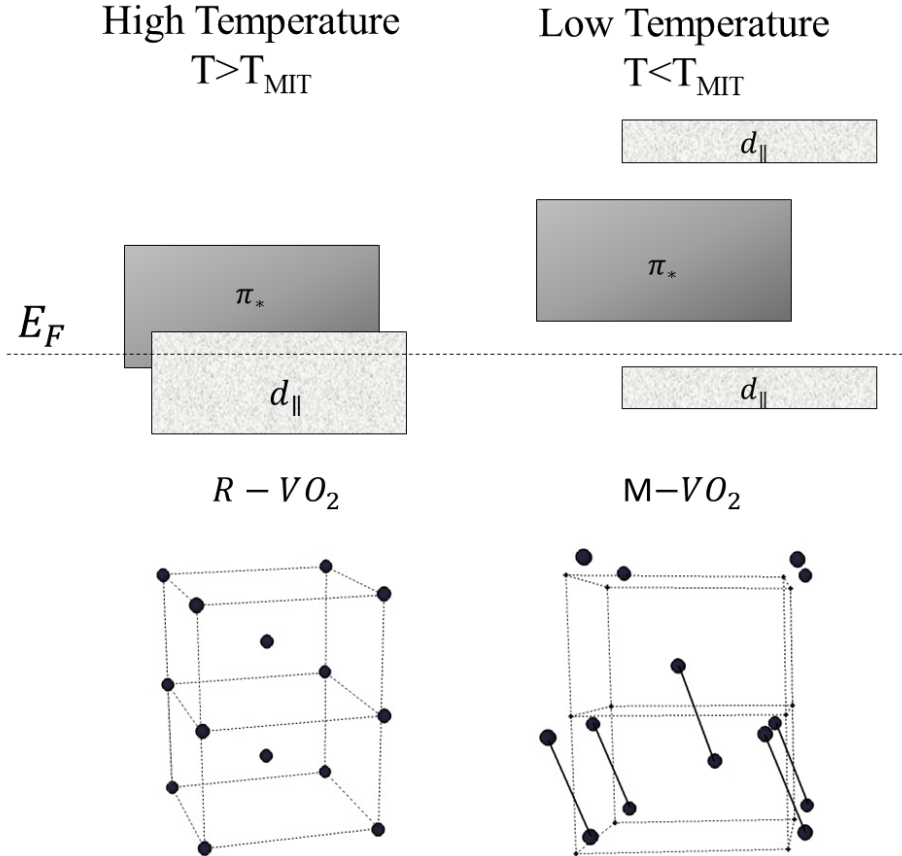 High Temperature
T>T_MIT
Low Temperature
T<T_MIT
d_∥
π_*
π_*
E_F
d_∥
d_∥
R − VO_2
M−VO_2